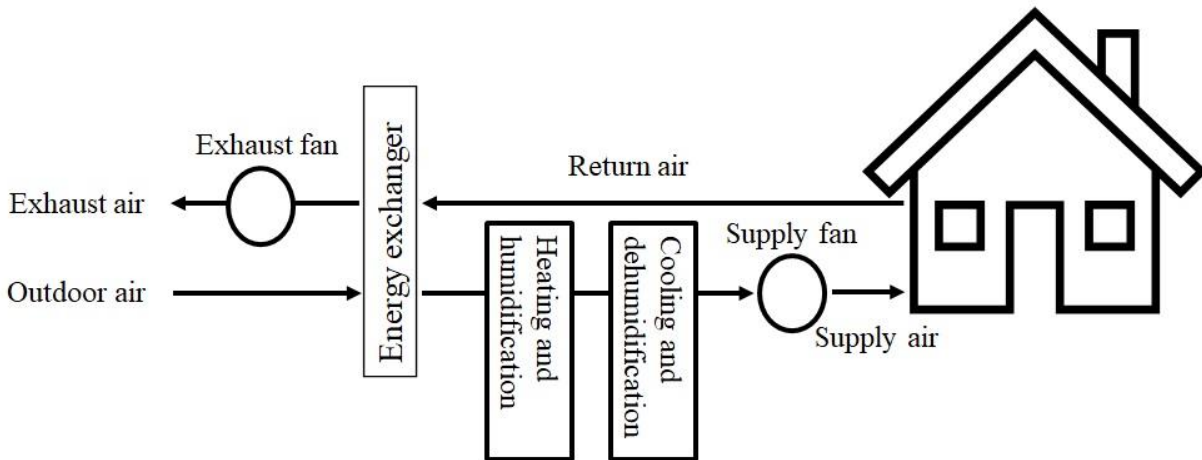 Exhaust fan
Exhaust air
Outdoor air
Energy exchanger
Return air
Heating and
humidification
Cooling and
dehumidification
Supply fan
Supply air